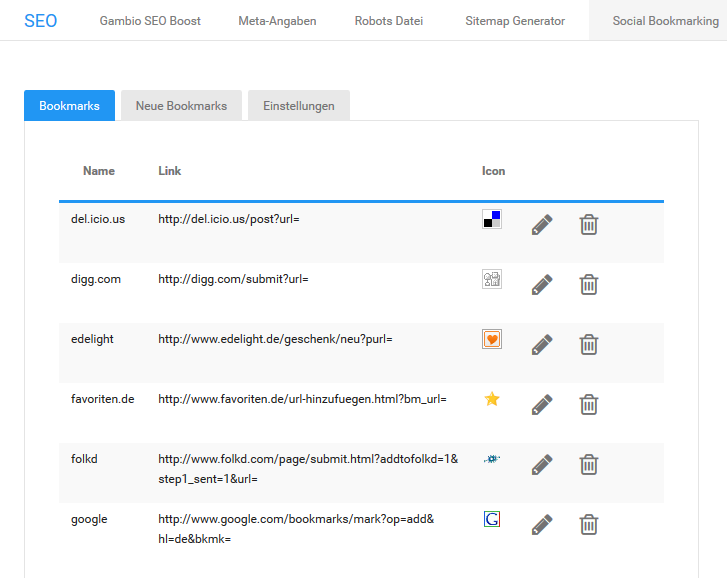 SEO Gambio SEO Boost Meta-Angaben Robots Datei Sitemap Generator Social Bookmarking
Bookmarks Neue Bookmarks Einstellungen
Name Link Icon
del.icio.us http://del.icio.us/post?url=
digg.com http://digg.com/submit?url=
edelight http://www.edelight.de/geschenk/neu?purl=
favoriten.de http://www.favoriten.de/url-hinzufuegen.html?bm_url=
folkd http://www.folkd.com/page/submit.html?addtofolkd=1&
step1_sent=1&url=
google http://www.google.com/bookmarks/mark?op=add& G
hl=de&bkmk=